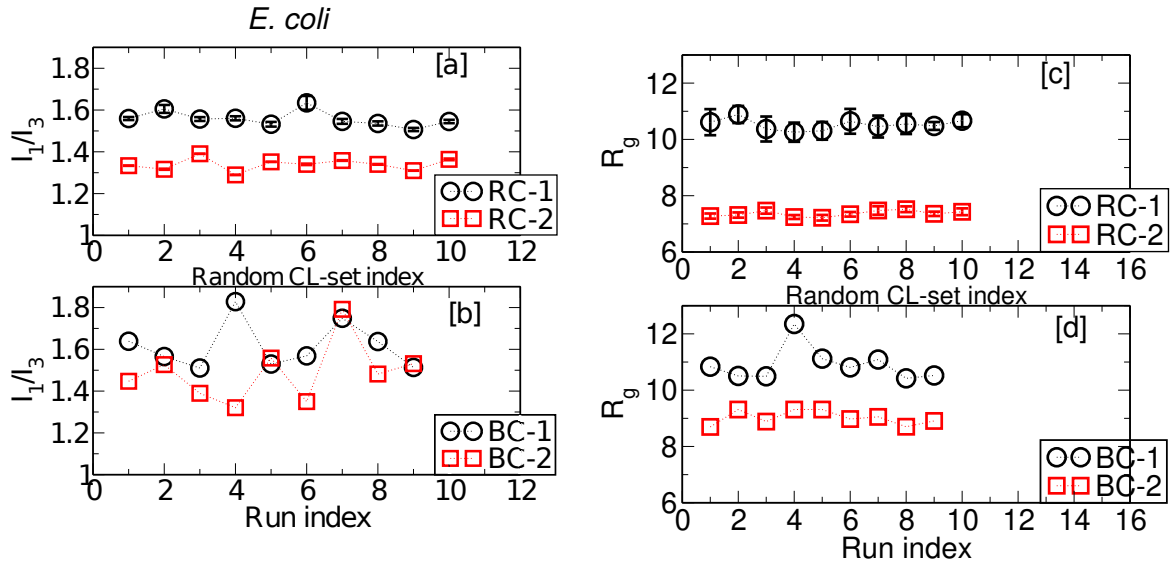 E. coli
[a]
1.8
1.6
1.4
1.2
1
I1/I3
RC-1
RC-2
0 2 4 6 8 10 12
Random CL-set index
[b]
1.8
1.6
1.4
1.2
1
I1/I3
BC-1
BC-2
0 2 4 6 8 10 12
Run index
[c]
12
10
8
6
Rg
RC-1
RC-2
0 2 4 6 8 10 12 14 16
Random CL-set index
[d]
12
10
8
6
Rg
BC-1
BC-2
0 2 4 6 8 10 12 14 16
Run index